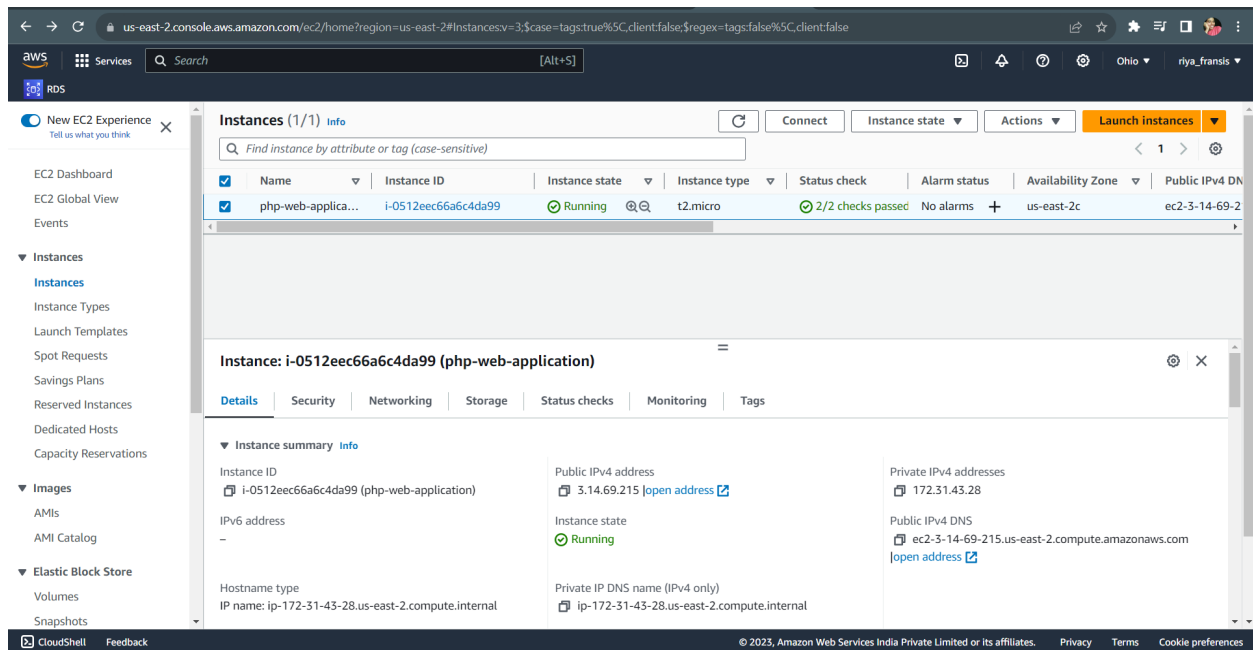 us-east-2.console.aws.amazon.com/ec2/home?region=us-east-2#Instances:v=3;$case=tags:true%5C,client:false;$regex=tags:false%5C,client:false
aws Services Search [Alt+S] Ohio riya_fransis
RDS
New EC2 Experience
Tell us what you think
EC2 Dashboard
EC2 Global View
Events
Instances
Instances
Instance Types
Launch Templates
Spot Requests
Savings Plans
Reserved Instances
Dedicated Hosts
Capacity Reservations
Images
AMIs
AMI Catalog
Elastic Block Store
Volumes
Snapshots
Instances (1/1) Info
Connect Instance state Actions Launch instances
Find instance by attribute or tag (case-sensitive)
1
Name Instance ID Instance state Instance type Status check Alarm status Availability Zone Public IPv4 DN
php-web-applica... i-0512eec66a6c4da99 Running t2.micro 2/2 checks passed No alarms + us-east-2c ec2-3-14-69-2
Instance: i-0512eec66a6c4da99 (php-web-application)
Details Security Networking Storage Status checks Monitoring Tags
Instance summary Info
Instance ID
i-0512eec66a6c4da99 (php-web-application)
Public IPv4 address
3.14.69.215 |open address
Private IPv4 addresses
172.31.43.28
IPv6 address
–
Instance state
Running
Public IPv4 DNS
ec2-3-14-69-215.us-east-2.compute.amazonaws.com
|open address
Hostname type
IP name: ip-172-31-43-28.us-east-2.compute.internal
Private IP DNS name (IPv4 only)
ip-172-31-43-28.us-east-2.compute.internal
CloudShell Feedback © 2023, Amazon Web Services India Private Limited or its affiliates. Privacy Terms Cookie preferences